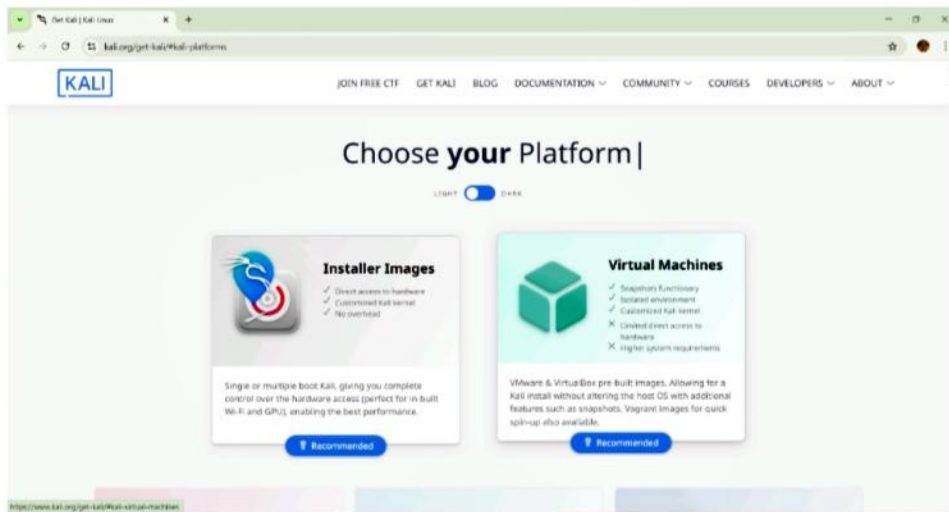 Get Kali | Kali Linux
kali.org/get-kali/#kali-platforms
KALI
JOIN FREE CTF GET KALI BLOG DOCUMENTATION COMMUNITY COURSES DEVELOPERS ABOUT
Choose your Platform|
LIGHT DARK
Installer Images
Direct access to hardware
Customized Kali kernel
No overhead
Single or multiple boot Kali, giving you complete
control over the hardware access (perfect for in-built
Wi-Fi and GPU), enabling the best performance.
Recommended
Virtual Machines
Snapshots functionary
Isolated environment
Customized Kali kernel
Limited direct access to
hardware
Higher system requirements
VMware & VirtualBox pre-built images. Allowing for a
Kali install without altering the host OS with additional
features such as snapshots. Vagrant images for quick
spin-up also available.
Recommended
https://www.kali.org/get-kali/#kali-virtual-machines